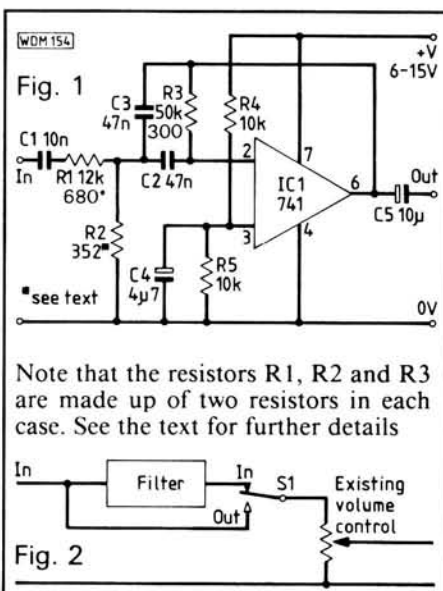 WDM 154
Fig. 1
+V
6-15V
C3
47n
R3
50k
300
R4
10k
C1 10n
In
R1 12k
680*
C2 47n
2
7
IC1
741
6
Out
C5 10µ
3
4
R2
352■
■see text
C4
4µ7
R5
10k
0V
Note that the resistors R1, R2 and R3
are made up of two resistors in each
case. See the text for further details
In
Filter
In
S1
Out
Existing
volume
control
Fig. 2